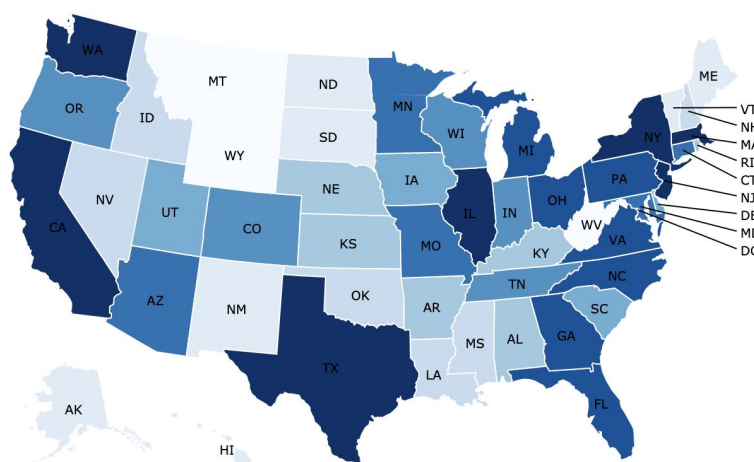 WA
MT
ND
ME
OR
ID
SD
MN
WI
MI
NY
VT
NH
MA
RI
CT
WY
IA
NE
PA
NJ
NV
UT
CO
IL
IN
OH
DE
CA
KS
MO
WV
VA
MD
DC
KY
AZ
NM
OK
AR
TN
NC
SC
TX
LA
MS
AL
GA
FL
AK
HI